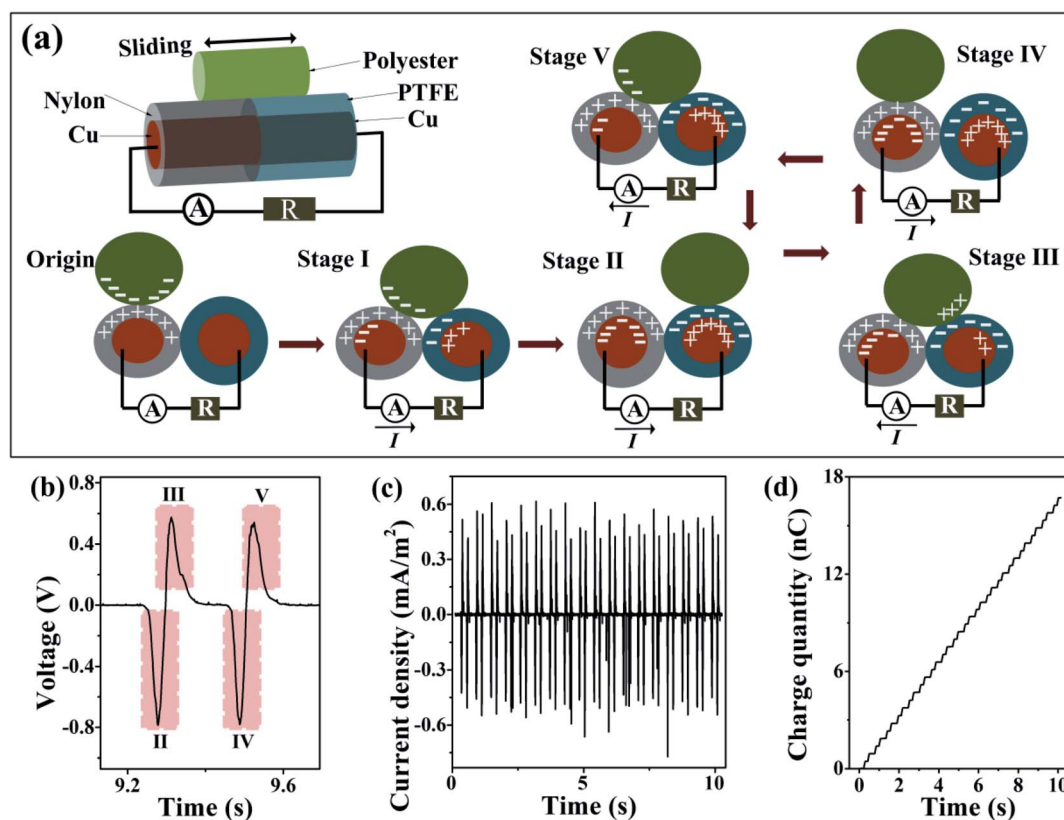 (a)
Sliding
Polyester
Nylon
PTFE
Cu
Cu
A
R
Stage V
A
R
I
Stage IV
A
R
I
Origin
A
R
Stage I
A
R
I
Stage II
A
R
I
Stage III
A
R
I
(b)
0.8
0.4
0.0
-0.4
-0.8
Voltage (V)
III
V
II
IV
9.2
9.6
Time (s)
(c)
0.6
0.3
0.0
-0.3
-0.6
Current density (mA/m²)
0
5
10
Time (s)
(d)
18
12
6
0
Charge quantity (nC)
0 2 4 6 8 10
Time (s)